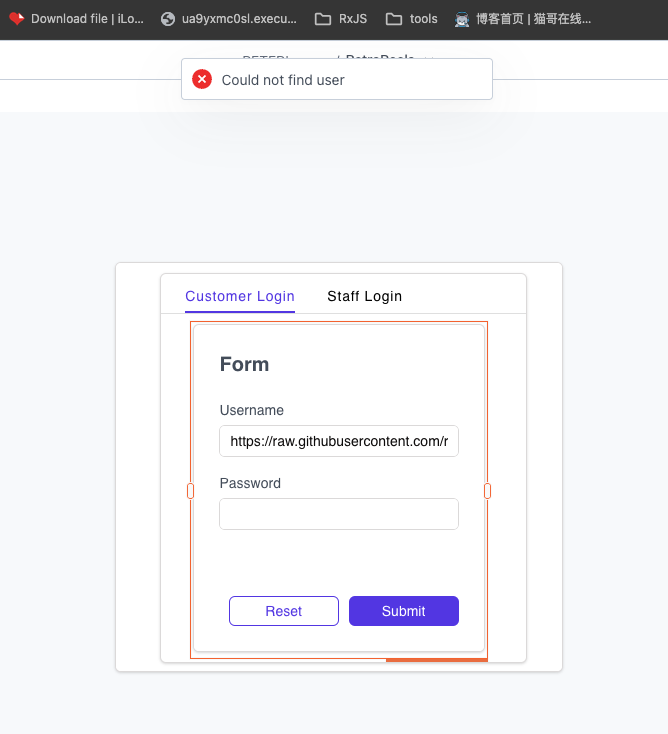 Download file | iLo... ua9yxmc0sl.execu... RxJS tools 博客首页 | 猫哥在线...
Could not find user
Customer Login Staff Login
Form
Username
https://raw.githubusercontent.com/r
Password
Reset Submit